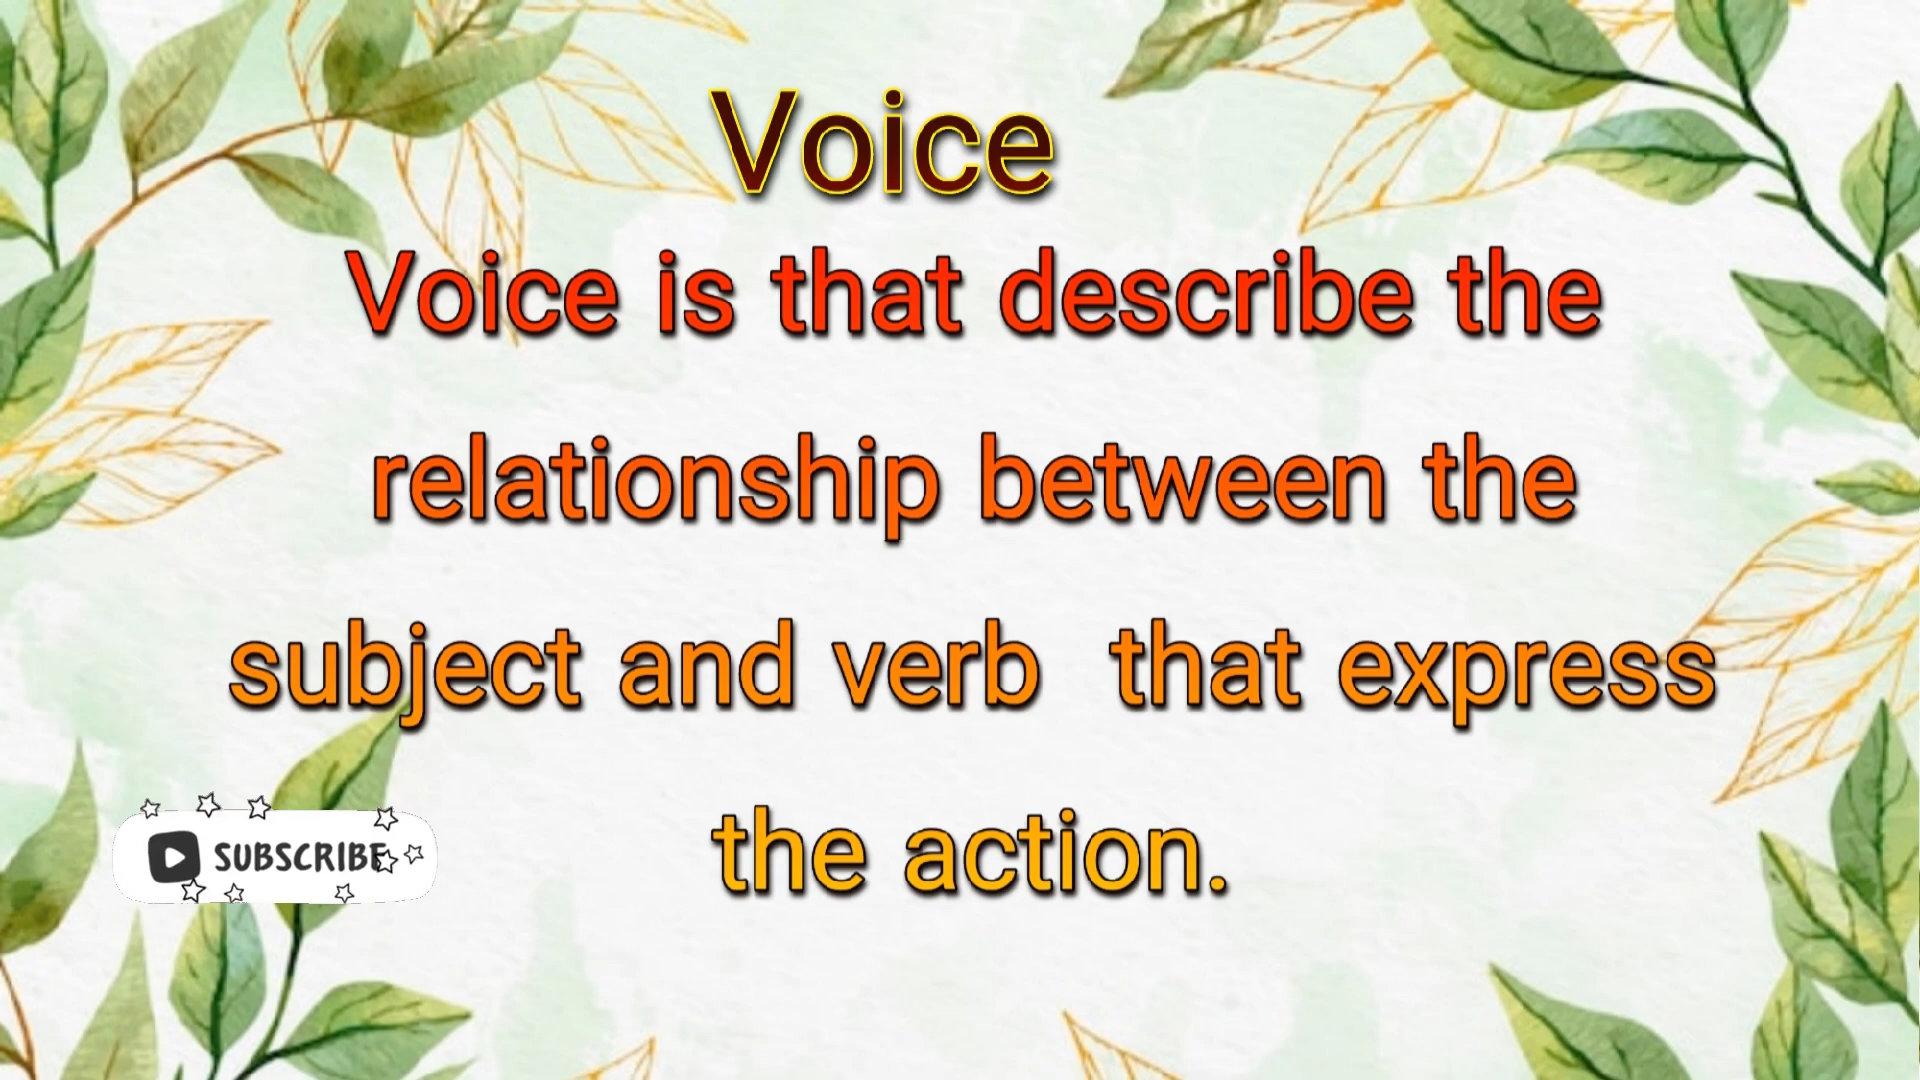 Voice
Voice is that describe the
relationship between the
subject and verb that express
the action.
SUBSCRIBE